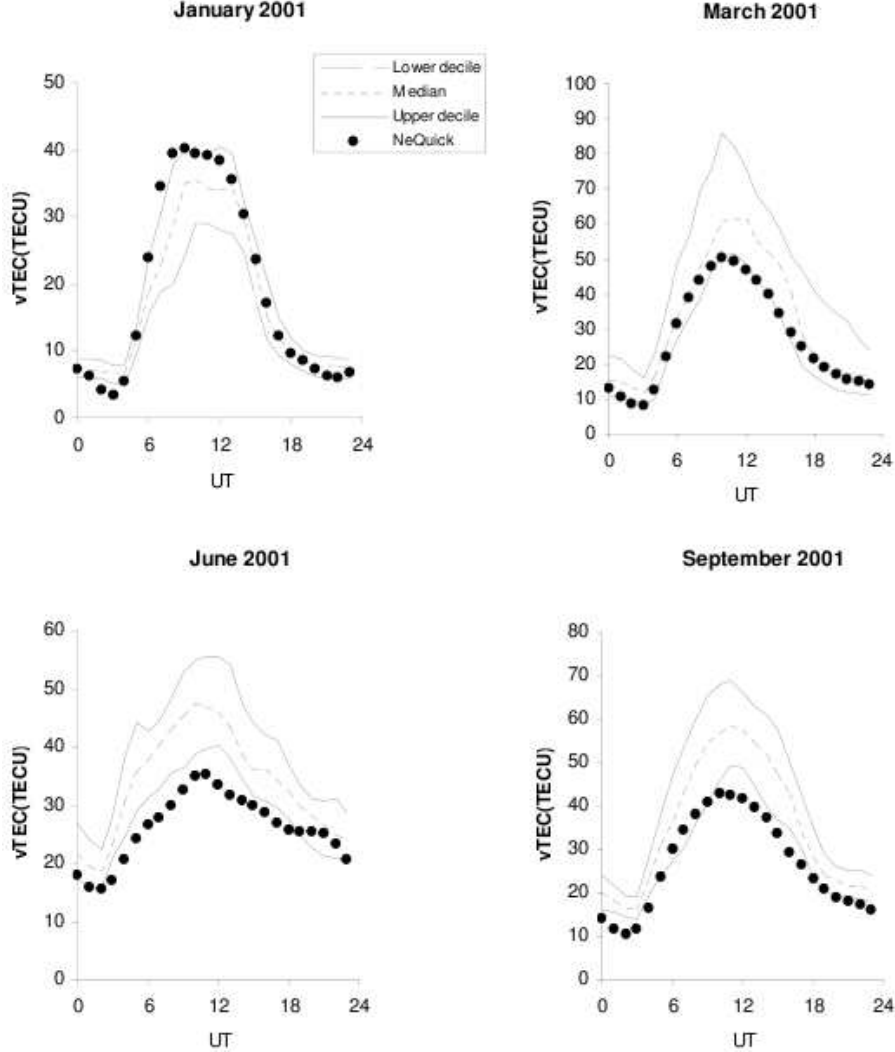 January 2001
March 2001
Lower decile
Median
Upper decile
NeQuick
50
40
30
20
10
0
vTEC(TECU)
0 6 12 18 24
UT
100
90
80
70
60
50
40
30
20
10
0
vTEC(TECU)
0 6 12 18 24
UT
June 2001
September 2001
60
50
40
30
20
10
0
vTEC(TECU)
0 6 12 18 24
UT
80
70
60
50
40
30
20
10
0
vTEC(TECU)
0 6 12 18 24
UT